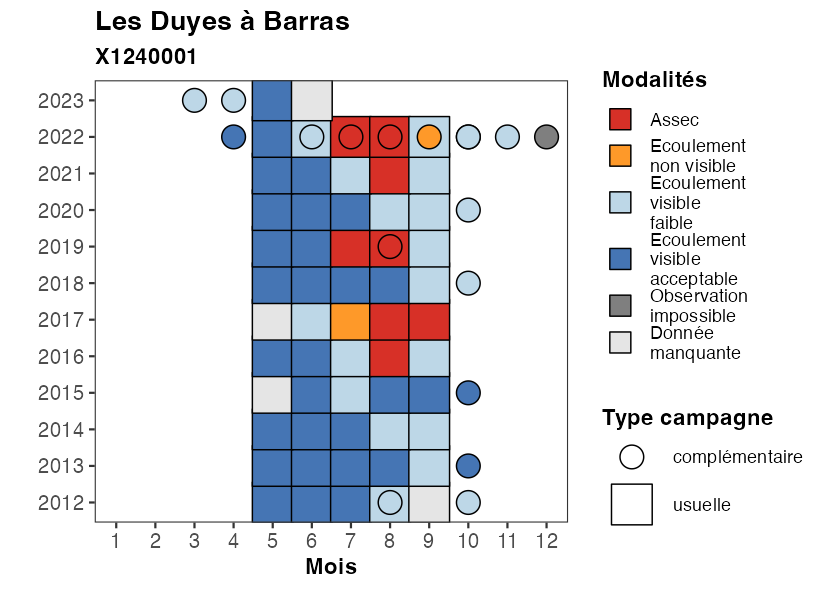 Les Duyes à Barras
X1240001
2023
2022
2021
2020
2019
2018
2017
2016
2015
2014
2013
2012
1 2 3 4 5 6 7 8 9 10 11 12
Mois
Modalités
Assec
Ecoulement
non visible
Ecoulement
visible
faible
Ecoulement
visible
acceptable
Observation
impossible
Donnée
manquante
Type campagne
complémentaire
usuelle